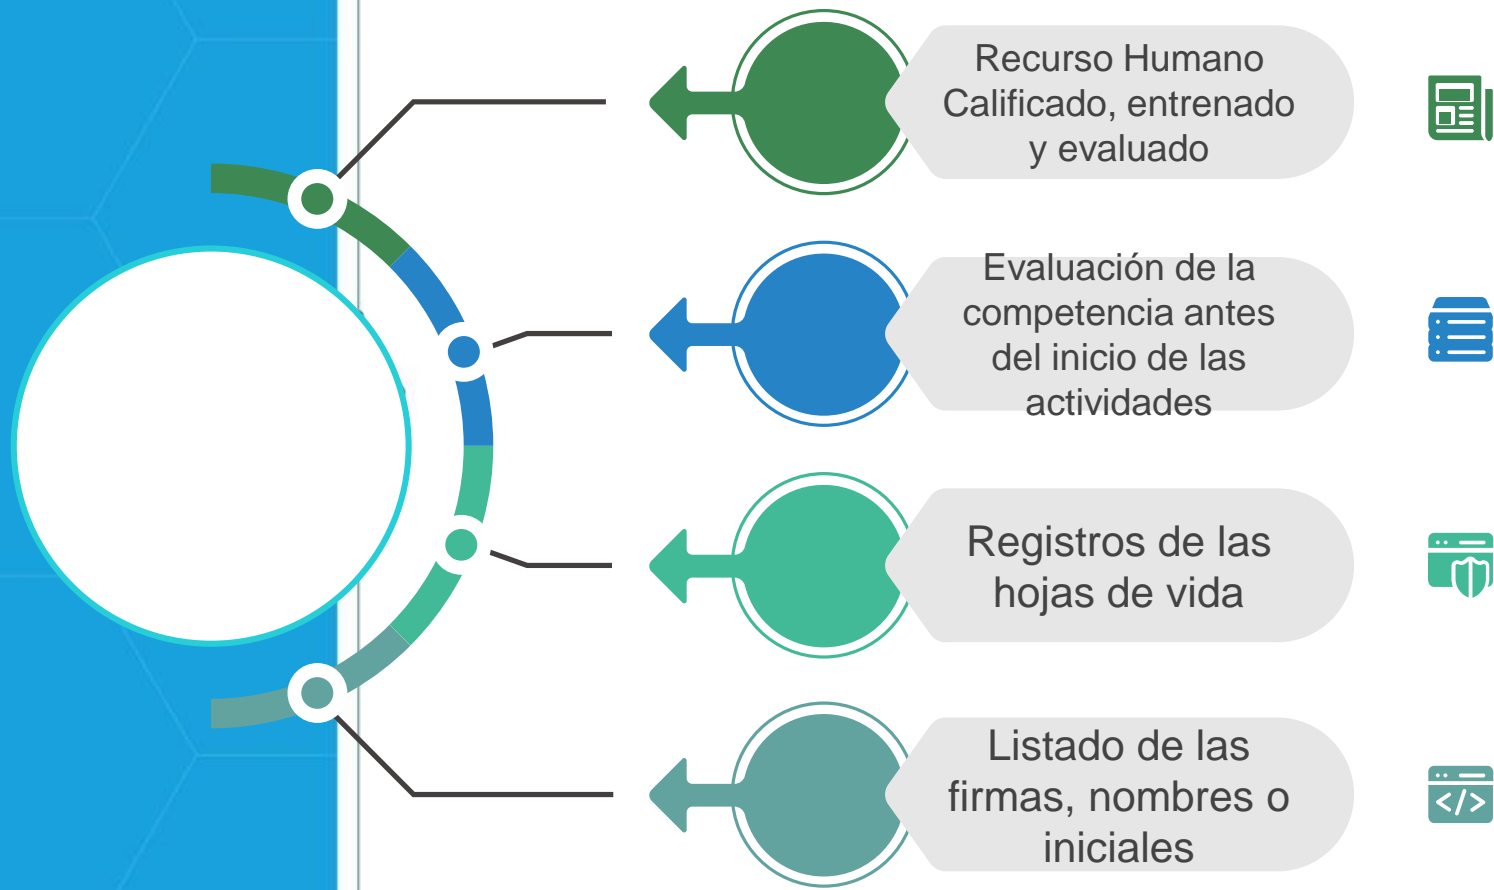 Recurso Humano
Calificado, entrenado
y evaluado
Evaluación de la
competencia antes
del inicio de las
actividades
Registros de las
hojas de vida
Listado de las
firmas, nombres o
iniciales